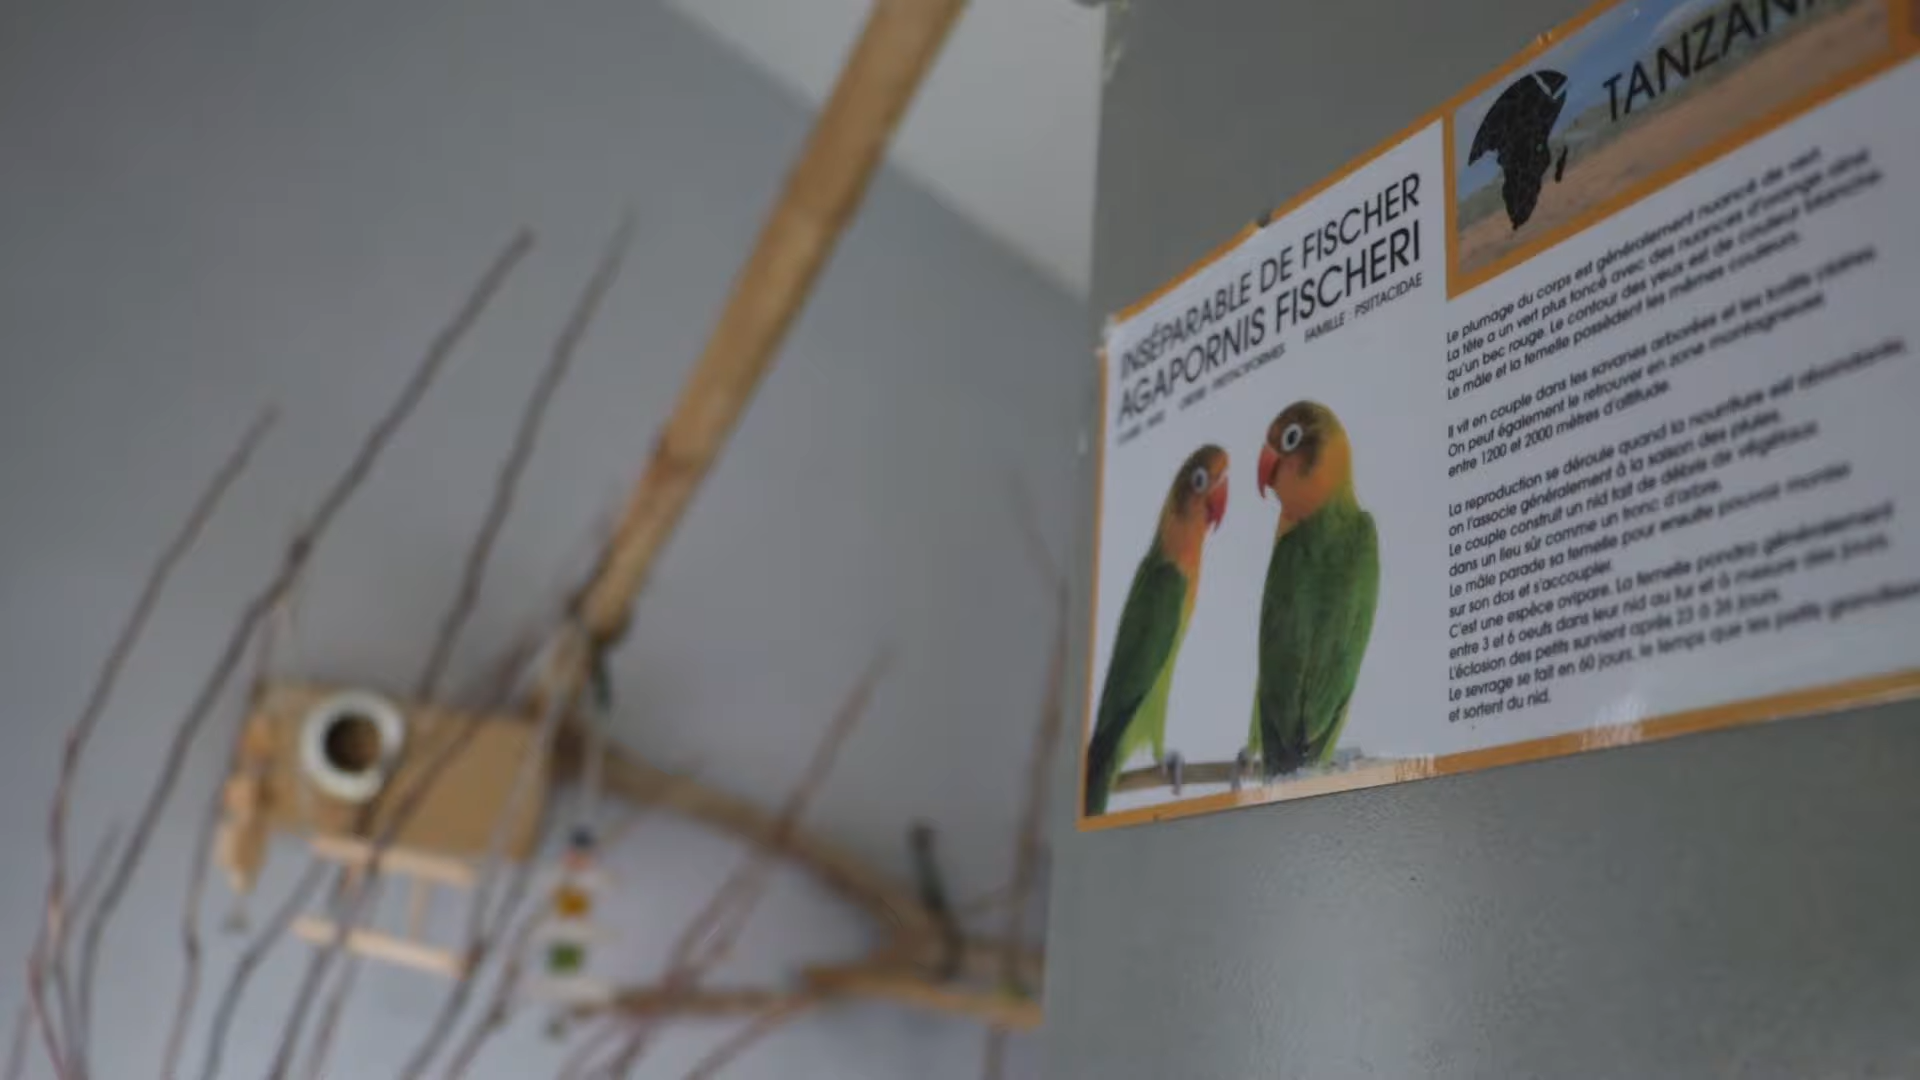 INSÉPARABLE DE FISCHER
AGAPORNIS FISCHERI
ORDRE : PSITTACIFORMES FAMILLE : PSITTACIDAE
TANZAN
Le plumage du corps est généralement nuancé de vert.
La tête a un vert plus foncé avec des nuances d'orange ainsi
qu'un bec rouge. Le contour des yeux est de couleur blanche.
Le mâle et la femelle possèdent les mêmes couleurs.
Il vit en couple dans les savanes arborées et les forêts claires.
On peut également le retrouver en zone montagneuse
entre 1200 et 2000 mètres d'altitude.
La reproduction se déroule quand la nourriture est abondante,
on l'associe généralement à la saison des pluies.
Le couple construit un nid fait de débris de végétaux
dans un lieu sûr comme un tronc d'arbre.
Le mâle parade sa femelle pour ensuite pouvoir monter
sur son dos et s'accoupler.
C'est une espèce ovipare. La femelle pondra généralement
entre 3 et 6 oeufs dans leur nid au fur et à mesure des jours.
L'éclosion des petits survient après 23 à 26 jours.
Le sevrage se fait en 60 jours, le temps que les petits grandissent
et sortent du nid.